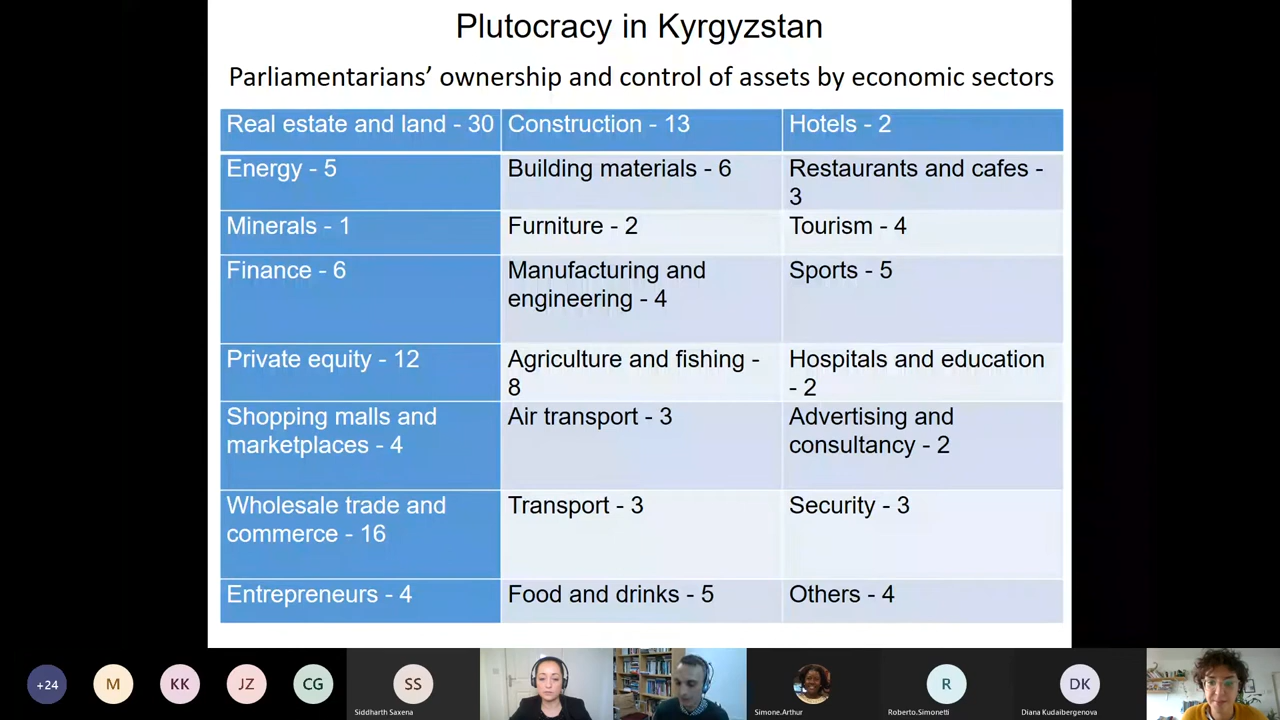 Plutocracy in Kyrgyzstan
Parliamentarians’ ownership and control of assets by economic sectors
Real estate and land - 30
Construction - 13
Hotels - 2
Energy - 5
Building materials - 6
Restaurants and cafes -
3
Minerals - 1
Furniture - 2
Tourism - 4
Finance - 6
Manufacturing and
engineering - 4
Sports - 5
Private equity - 12
Agriculture and fishing -
8
Hospitals and education
- 2
Shopping malls and
marketplaces - 4
Air transport - 3
Advertising and
consultancy - 2
Wholesale trade and
commerce - 16
Transport - 3
Security - 3
Entrepreneurs - 4
Food and drinks - 5
Others - 4
+24
M
KK
JZ
CG
SS
R
DK
Siddharth Saxena
Simone.Arthur
Roberto.Simonetti
Diana Kudaibergenova